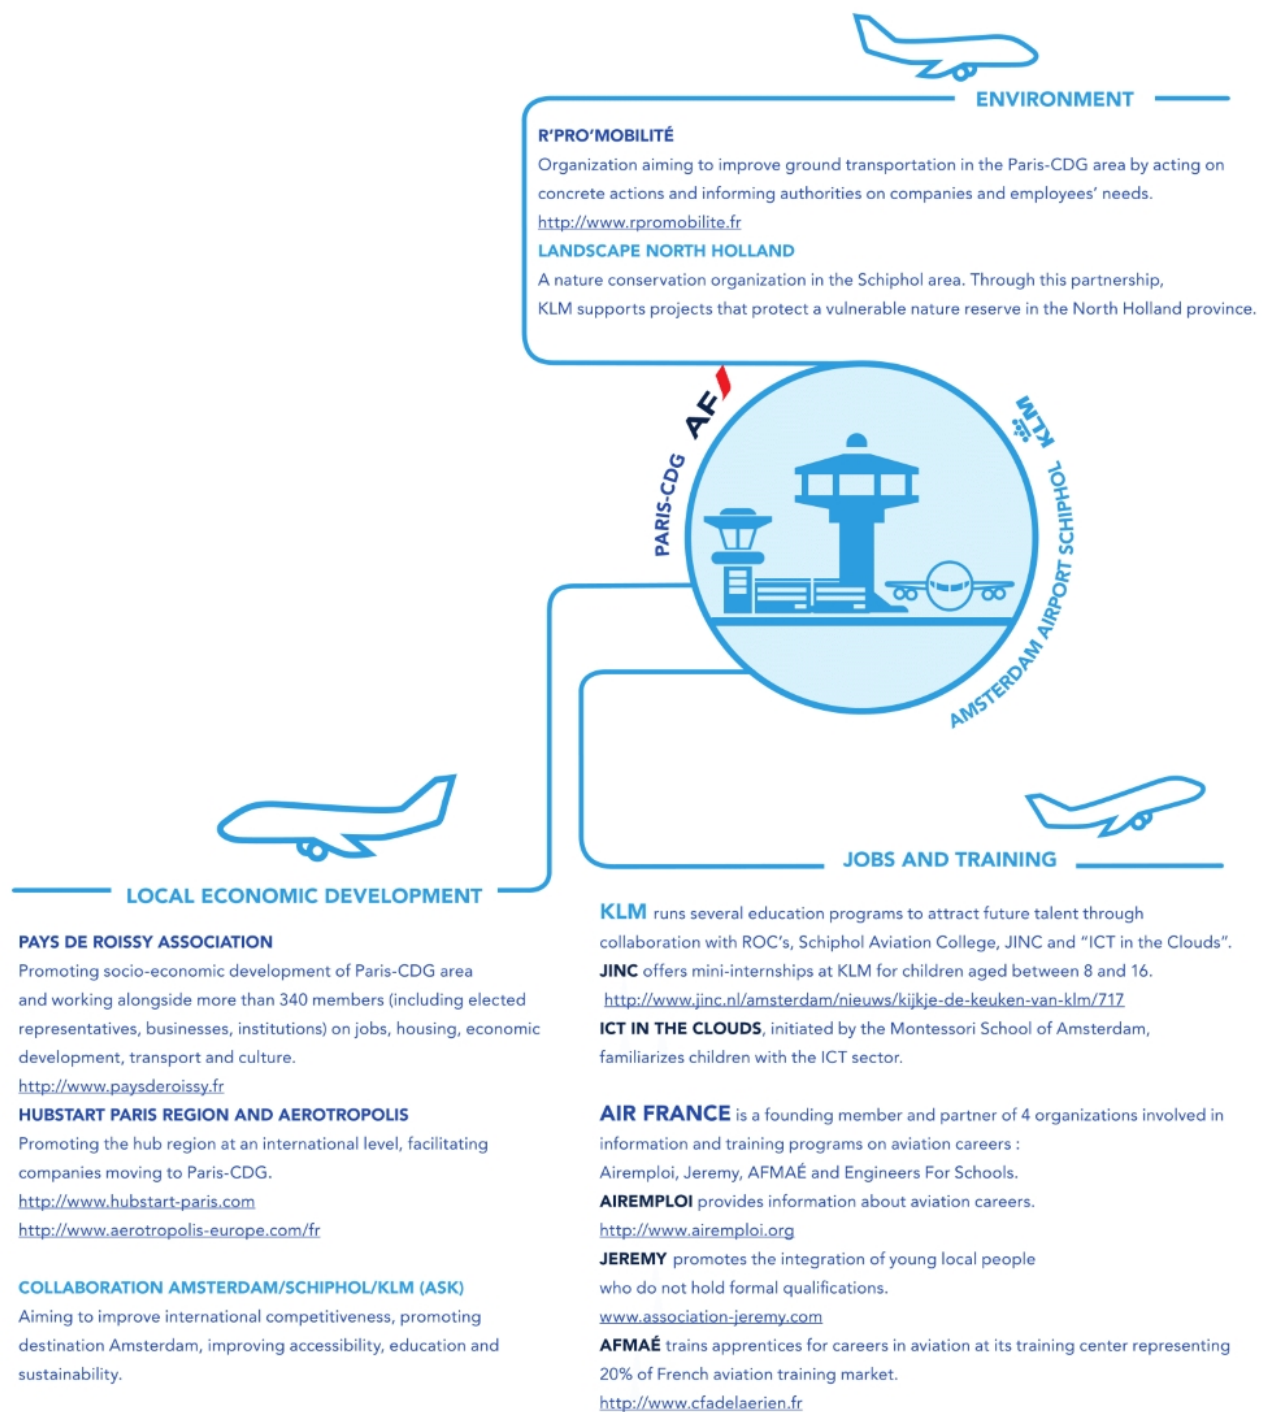 ENVIRONMENT
R'PRO'MOBILITÉ
Organization aiming to improve ground transportation in the Paris-CDG area by acting on
concrete actions and informing authorities on companies and employees' needs.
http://www.rpromobilite.fr
LANDSCAPE NORTH HOLLAND
A nature conservation organization in the Schiphol area. Through this partnership,
KLM supports projects that protect a vulnerable nature reserve in the North Holland province.
PARIS-CDG AF
KLM AMSTERDAM AIRPORT SCHIPHOL
LOCAL ECONOMIC DEVELOPMENT
PAYS DE ROISSY ASSOCIATION
Promoting socio-economic development of Paris-CDG area
and working alongside more than 340 members (including elected
representatives, businesses, institutions) on jobs, housing, economic
development, transport and culture.
http://www.paysderoissy.fr
HUBSTART PARIS REGION AND AEROTROPOLIS
Promoting the hub region at an international level, facilitating
companies moving to Paris-CDG.
http://www.hubstart-paris.com
http://www.aerotropolis-europe.com/fr
COLLABORATION AMSTERDAM/SCHIPHOL/KLM (ASK)
Aiming to improve international competitiveness, promoting
destination Amsterdam, improving accessibility, education and
sustainability.
JOBS AND TRAINING
KLM runs several education programs to attract future talent through
collaboration with ROC's, Schiphol Aviation College, JINC and "ICT in the Clouds".
JINC offers mini-internships at KLM for children aged between 8 and 16.
http://www.jinc.nl/amsterdam/nieuws/kijkje-de-keuken-van-klm/717
ICT IN THE CLOUDS, initiated by the Montessori School of Amsterdam,
familiarizes children with the ICT sector.
AIR FRANCE is a founding member and partner of 4 organizations involved in
information and training programs on aviation careers :
Airemploi, Jeremy, AFMAÉ and Engineers For Schools.
AIREMPLOI provides information about aviation careers.
http://www.airemploi.org
JEREMY promotes the integration of young local people
who do not hold formal qualifications.
www.association-jeremy.com
AFMAÉ trains apprentices for careers in aviation at its training center representing
20% of French aviation training market.
http://www.cfadelaerien.fr